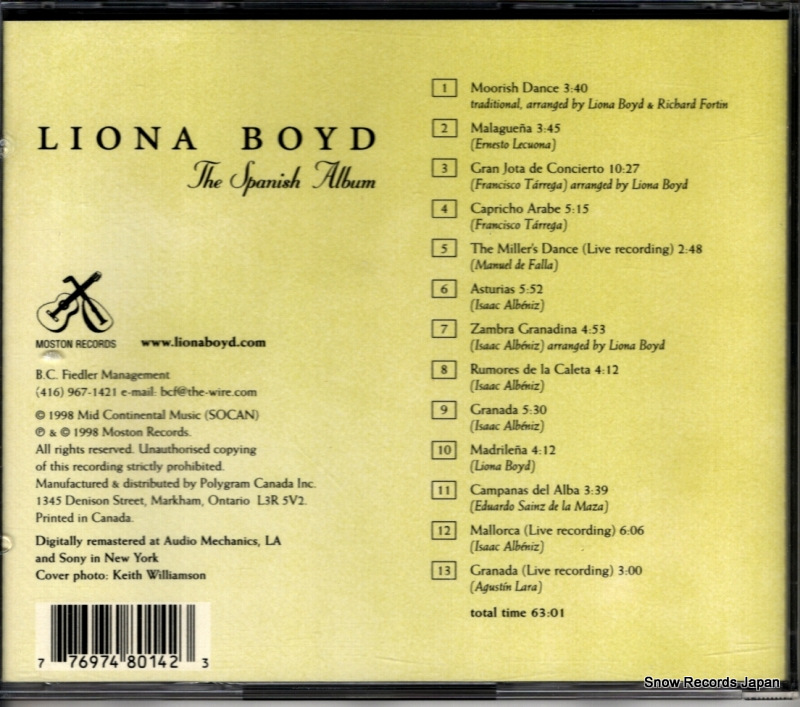 LIONA BOYD
The Spanish Album
MOSTON RECORDS
www.lionaboyd.com
B.C. Fiedler Management
(416) 967-1421 e-mail: bcf@the-wire.com
© 1998 Mid Continental Music (SOCAN)
℗ & © 1998 Moston Records.
All rights reserved. Unauthorised copying
of this recording strictly prohibited.
Manufactured & distributed by Polygram Canada Inc.
1345 Denison Street, Markham, Ontario L3R 5V2.
Printed in Canada.
Digitally remastered at Audio Mechanics, LA
and Sony in New York
Cover photo: Keith Williamson
7 76974 80142 3
1 Moorish Dance 3:40
traditional, arranged by Liona Boyd & Richard Fortin
2 Malagueña 3:45
(Ernesto Lecuona)
3 Gran Jota de Concierto 10:27
(Francisco Tárrega) arranged by Liona Boyd
4 Capricho Arabe 5:15
(Francisco Tárrega)
5 The Miller's Dance (Live recording) 2:48
(Manuel de Falla)
6 Asturias 5:52
(Isaac Albéniz)
7 Zambra Granadina 4:53
(Isaac Albéniz) arranged by Liona Boyd
8 Rumores de la Caleta 4:12
(Isaac Albéniz)
9 Granada 5:30
(Isaac Albéniz)
10 Madrileña 4:12
(Liona Boyd)
11 Campanas del Alba 3:39
(Eduardo Sainz de la Maza)
12 Mallorca (Live recording) 6:06
(Isaac Albéniz)
13 Granada (Live recording) 3:00
(Agustín Lara)
total time 63:01
Snow Records Japan